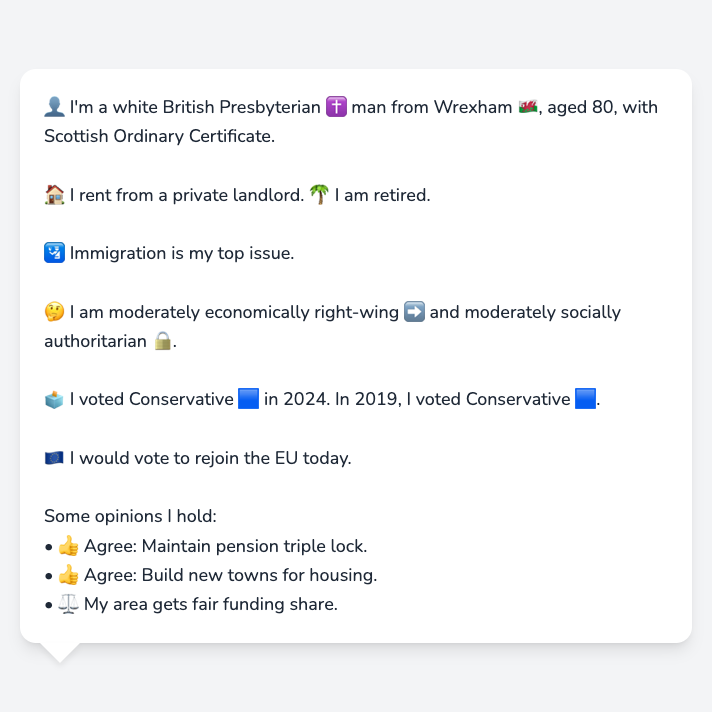 👤 I'm a white British Presbyterian ✝️ man from Wrexham 🏴󠁧󠁢󠁷󠁬󠁳󠁿, aged 80, with
Scottish Ordinary Certificate.
🏠 I rent from a private landlord. 🌴 I am retired.
🛂 Immigration is my top issue.
🤔 I am moderately economically right-wing ➡️ and moderately socially
authoritarian 🔒.
🗳️ I voted Conservative 🟦 in 2024. In 2019, I voted Conservative 🟦.
🇪🇺 I would vote to rejoin the EU today.
Some opinions I hold:
• 👍 Agree: Maintain pension triple lock.
• 👍 Agree: Build new towns for housing.
• ⚖️ My area gets fair funding share.